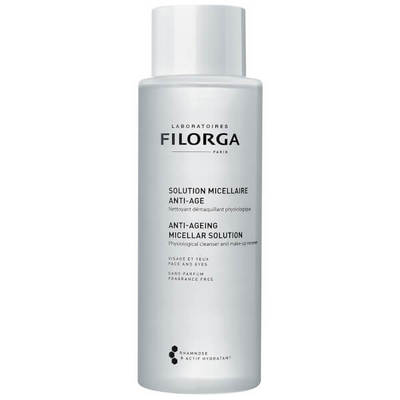 LABORATOIRES
FILORGA
PARIS
SOLUTION MICELLAIRE
ANTI-AGE
Nettoyant démaquillant physiologique
ANTI-AGEING
MICELLAR SOLUTION
Physiological cleanser and make-up remover
VISAGE ET YEUX
FACE AND EYES
SANS PARFUM
FRAGRANCE FREE
RHAMNOSE
& ACTIF HYDRATANT